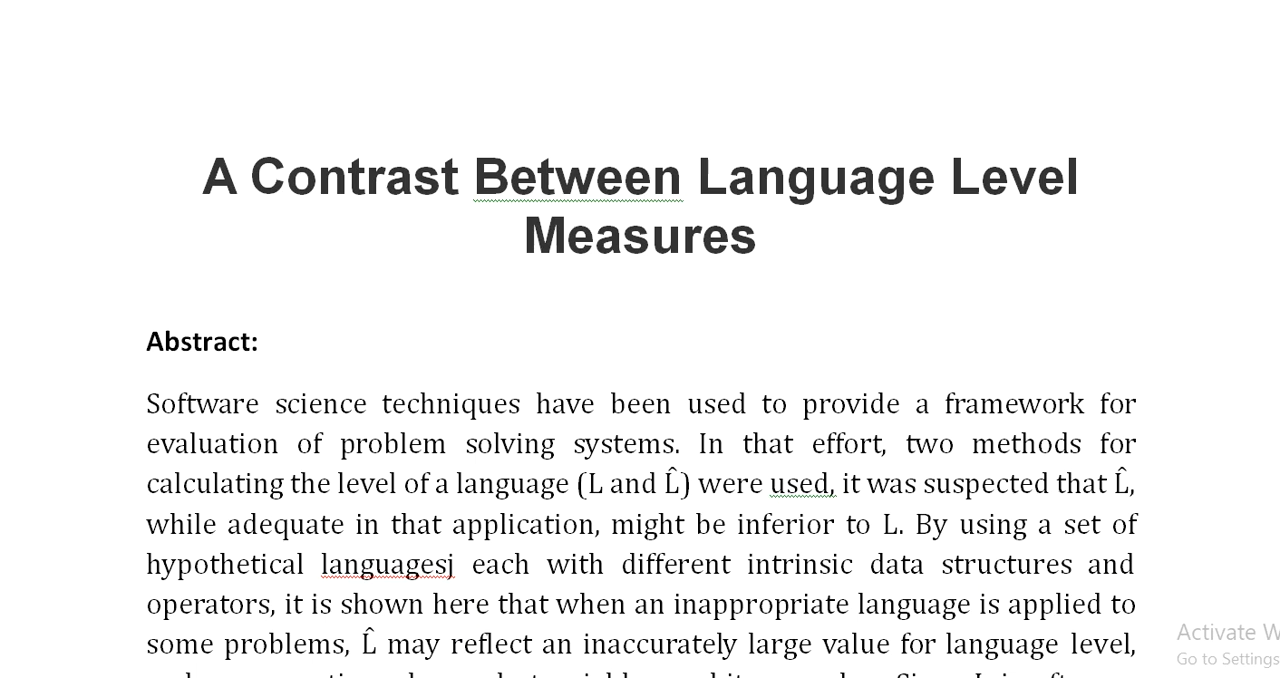 A Contrast Between Language Level
Measures
Abstract:
Software science techniques have been used to provide a framework for
evaluation of problem solving systems. In that effort, two methods for
calculating the level of a language (L and L̂) were used, it was suspected that L̂,
while adequate in that application, might be inferior to L. By using a set of
hypothetical languagesj each with different intrinsic data structures and
operators, it is shown here that when an inappropriate language is applied to
some problems, L̂ may reflect an inaccurately large value for language level,
Activate W
Go to Settings